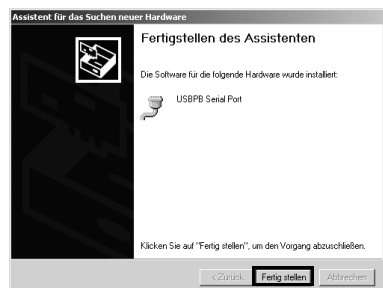 Assistent für das Suchen neuer Hardware
Fertigstellen des Assistenten
Die Software für die folgende Hardware wurde installiert:
USBPB Serial Port
Klicken Sie auf "Fertig stellen", um den Vorgang abzuschließen.
< Zurück Fertig stellen Abbrechen